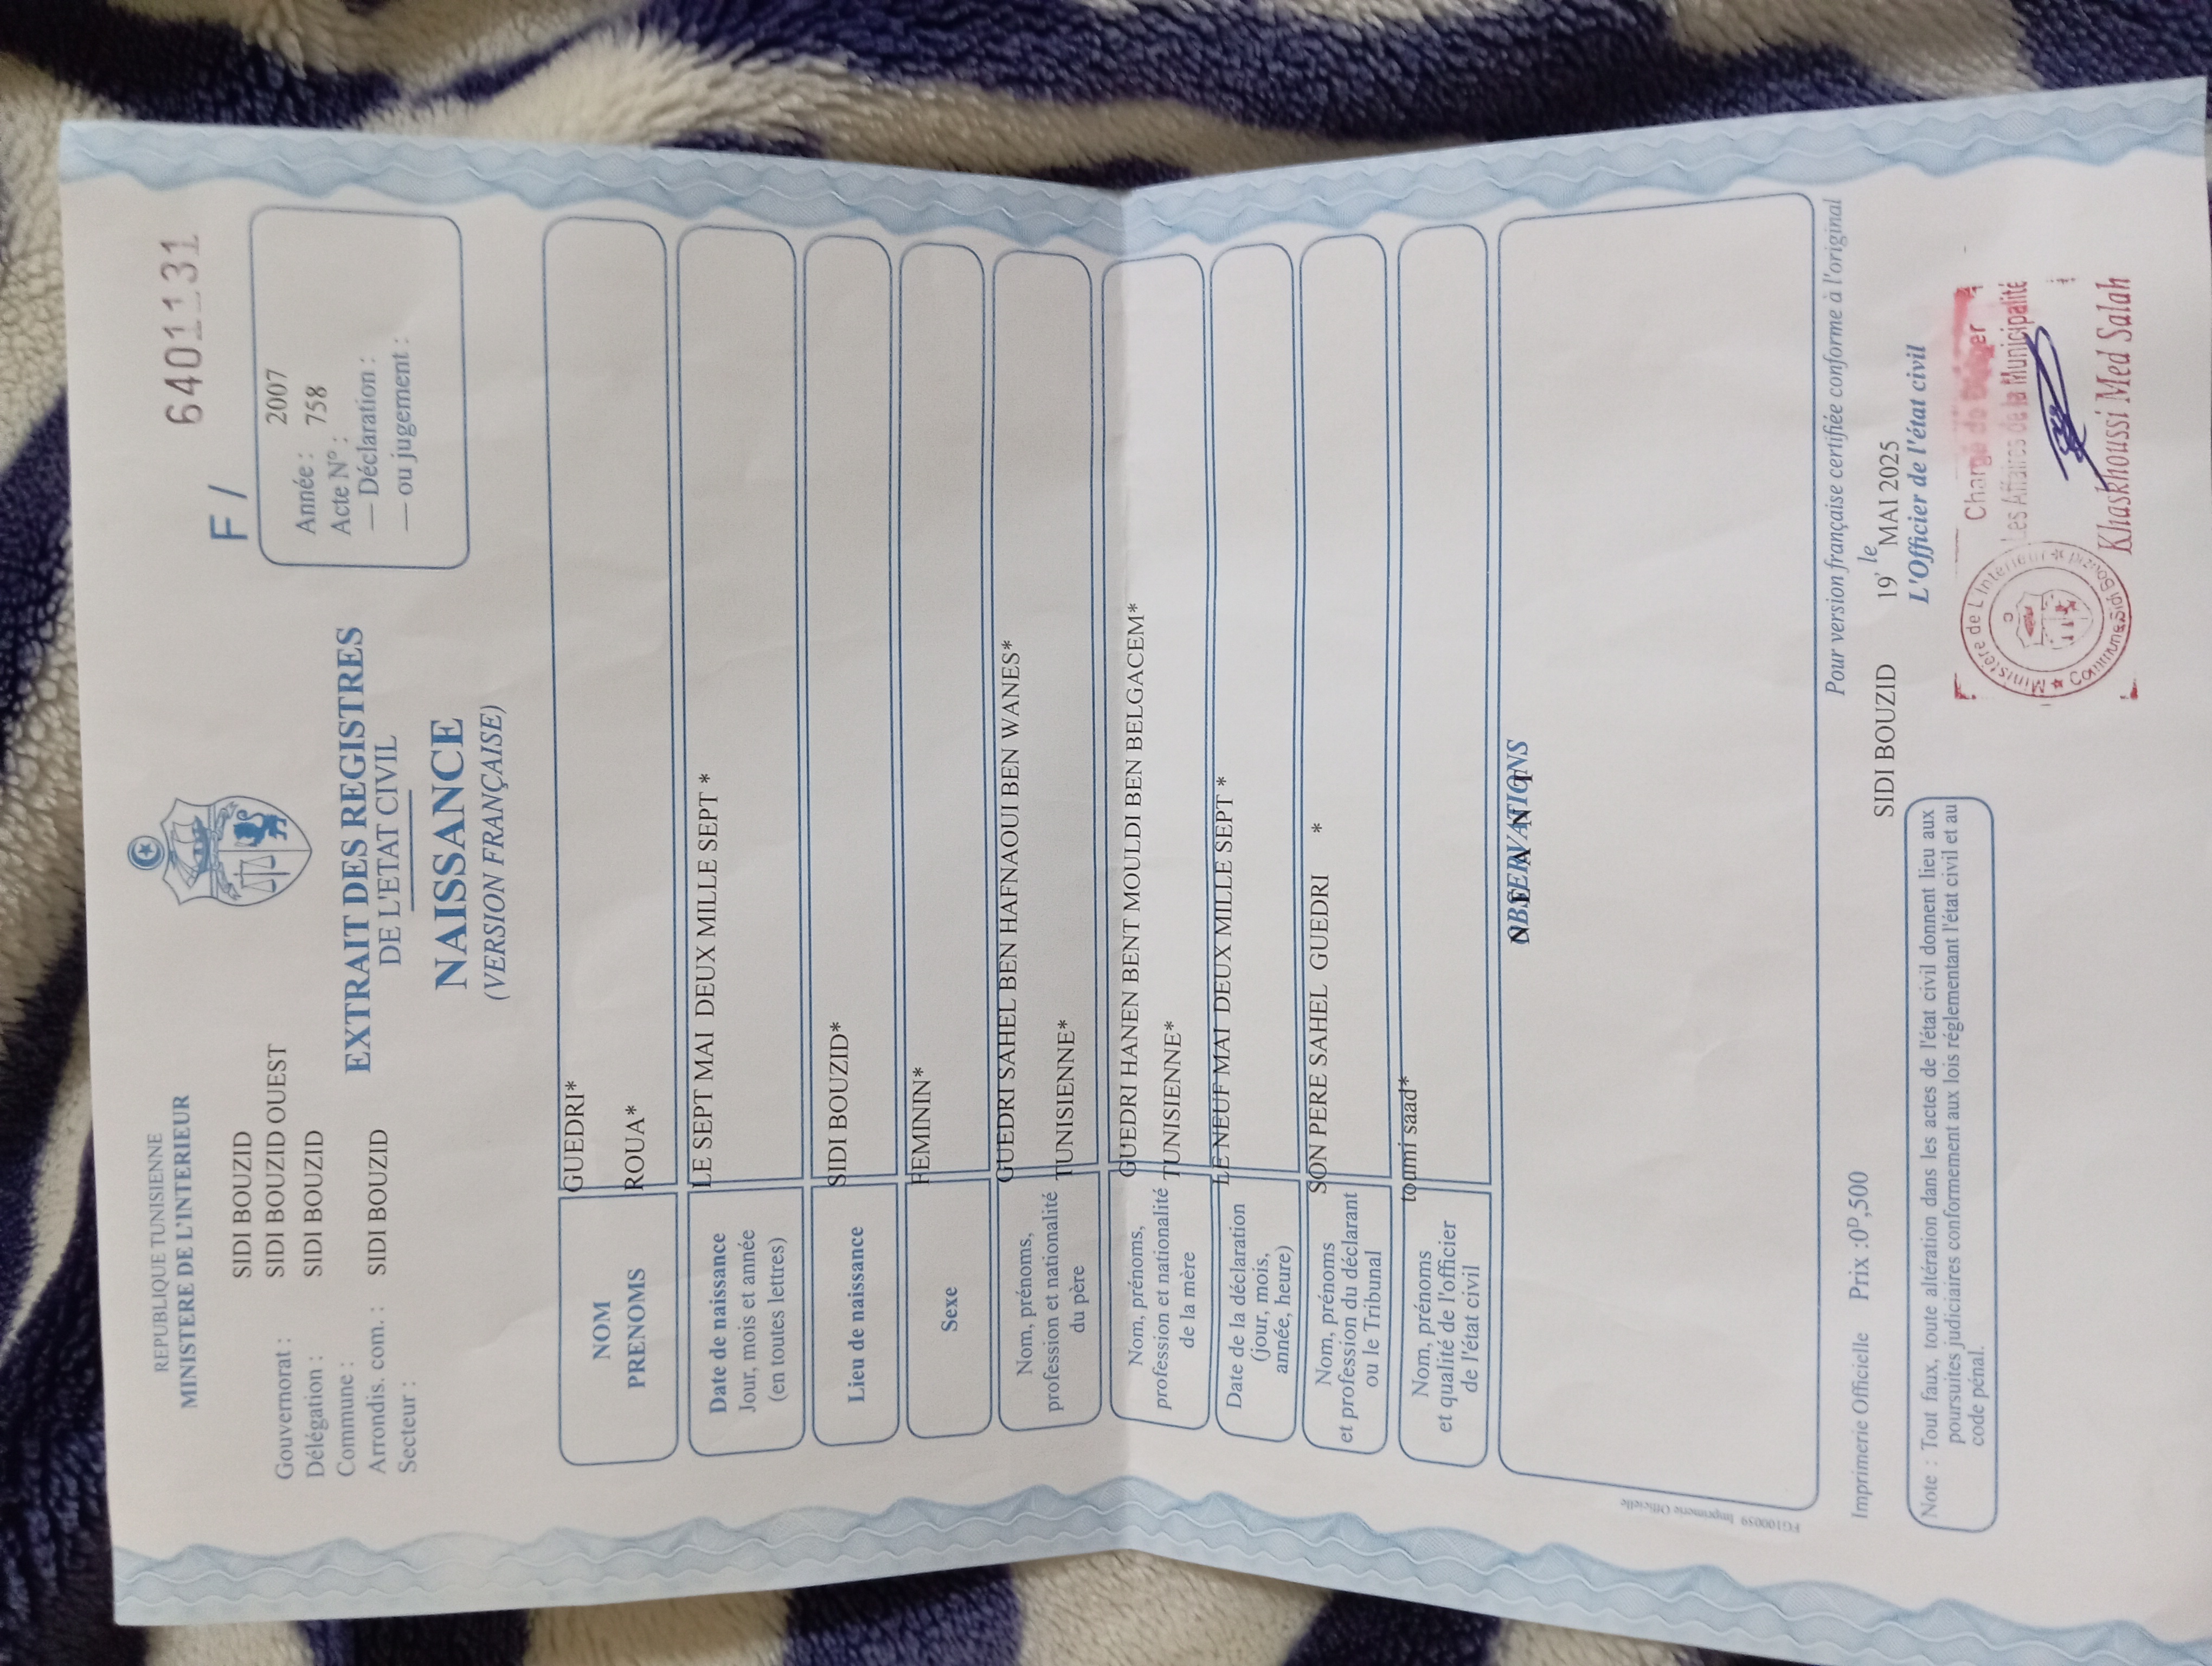 REPUBLIQUE TUNISIENNE
MINISTERE DE L'INTERIEUR
6401131
F /
Gouvernorat : SIDI BOUZID
Délégation : SIDI BOUZID OUEST
Commune : SIDI BOUZID
Arrondis. com. : SIDI BOUZID
Secteur :
EXTRAIT DES REGISTRES
DE L'ETAT CIVIL
NAISSANCE
(VERSION FRANÇAISE)
Année : 2007
Acte N° : 758
— Déclaration :
— ou jugement :
NOM GUEDRI*
PRENOMS ROUA*
Date de naissance
Jour, mois et année
(en toutes lettres)
LE SEPT MAI DEUX MILLE SEPT *
Lieu de naissance SIDI BOUZID*
Sexe FEMININ*
Nom, prénoms,
profession et nationalité
du père
GUEDRI SAHEL BEN HAFNAOUI BEN WANES*
TUNISIENNE*
Nom, prénoms,
profession et nationalité
de la mère
GUEDRI HANEN BENT MOULDI BEN BELGACEM*
TUNISIENNE*
Date de la déclaration
(jour, mois,
année, heure)
LE NEUF MAI DEUX MILLE SEPT *
Nom, prénoms
et profession du déclarant
ou le Tribunal
SON PERE SAHEL GUEDRI *
Nom, prénoms
et qualité de l'officier
de l'état civil
toumi saad*
OBSERVATIONS
FG100059 Imprimerie Officielle
Pour version française certifiée conforme à l'original
Imprimerie Officielle Prix :0ᴰ,500
SIDI BOUZID le 19 MAI 2025
L'Officier de l'état civil
Note : Tout faux, toute altération dans les actes de l'état civil donnent lieu aux
poursuites judiciaires conformement aux lois réglementant l'état civil et au
code pénal.
Ministère de L'Interieur
Commune Sidi Bouzid
Chargé de
Les Affaires de la Municipalité
Khaskhoussi Med Salah